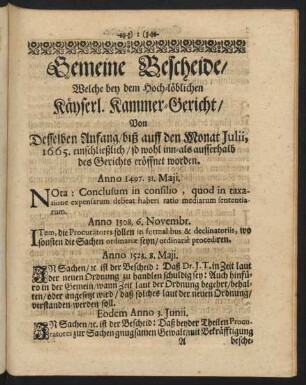 1
Gemeine Bescheide/
Welche bey dem Hoch-löblichen
Käyserl. Kammer-Gericht/
Von
Desselben Anfang/ biß auff den Monat Julii,
1665. einschließlich/ so wohl inn-als ausserhalb
des Gerichts eröffnet worden.
Anno 1497. 31. Maji.
NOta: Conclusum in consilio, quod in taxa-
tione expensarum debeat haberi ratio mediarum sententia-
rum.
Anno 1508. 6. Novembr.
ITem, die Procuratores sollen in formalibus & declinatoriis, wo
sonsten die Sachen ordinariæ seyn/ ordinariè procediren.
Anno 1523. 8. Maji.
IN Sachen/ ꝛc. ist der Bescheid: Daß Dr. J. T. in Zeit laut
der neuen Ordnung zu handlen schuldig sey: Auch hinfü-
ro in der Gemein/ wann Zeit laut der Ordnung begehrt/ behal-
ten/ oder angesetzt wird/ daß solches laut der neuen Ordnung/
verstanden werden soll.
Eodem Anno 3. Junii.
IN Sachen/ ꝛc. ist der Bescheid: Daß beyder Theilen Procu-
ratores zur Sachen gnugsamen Gewalt/ mit Bekräfftigung
A besche-